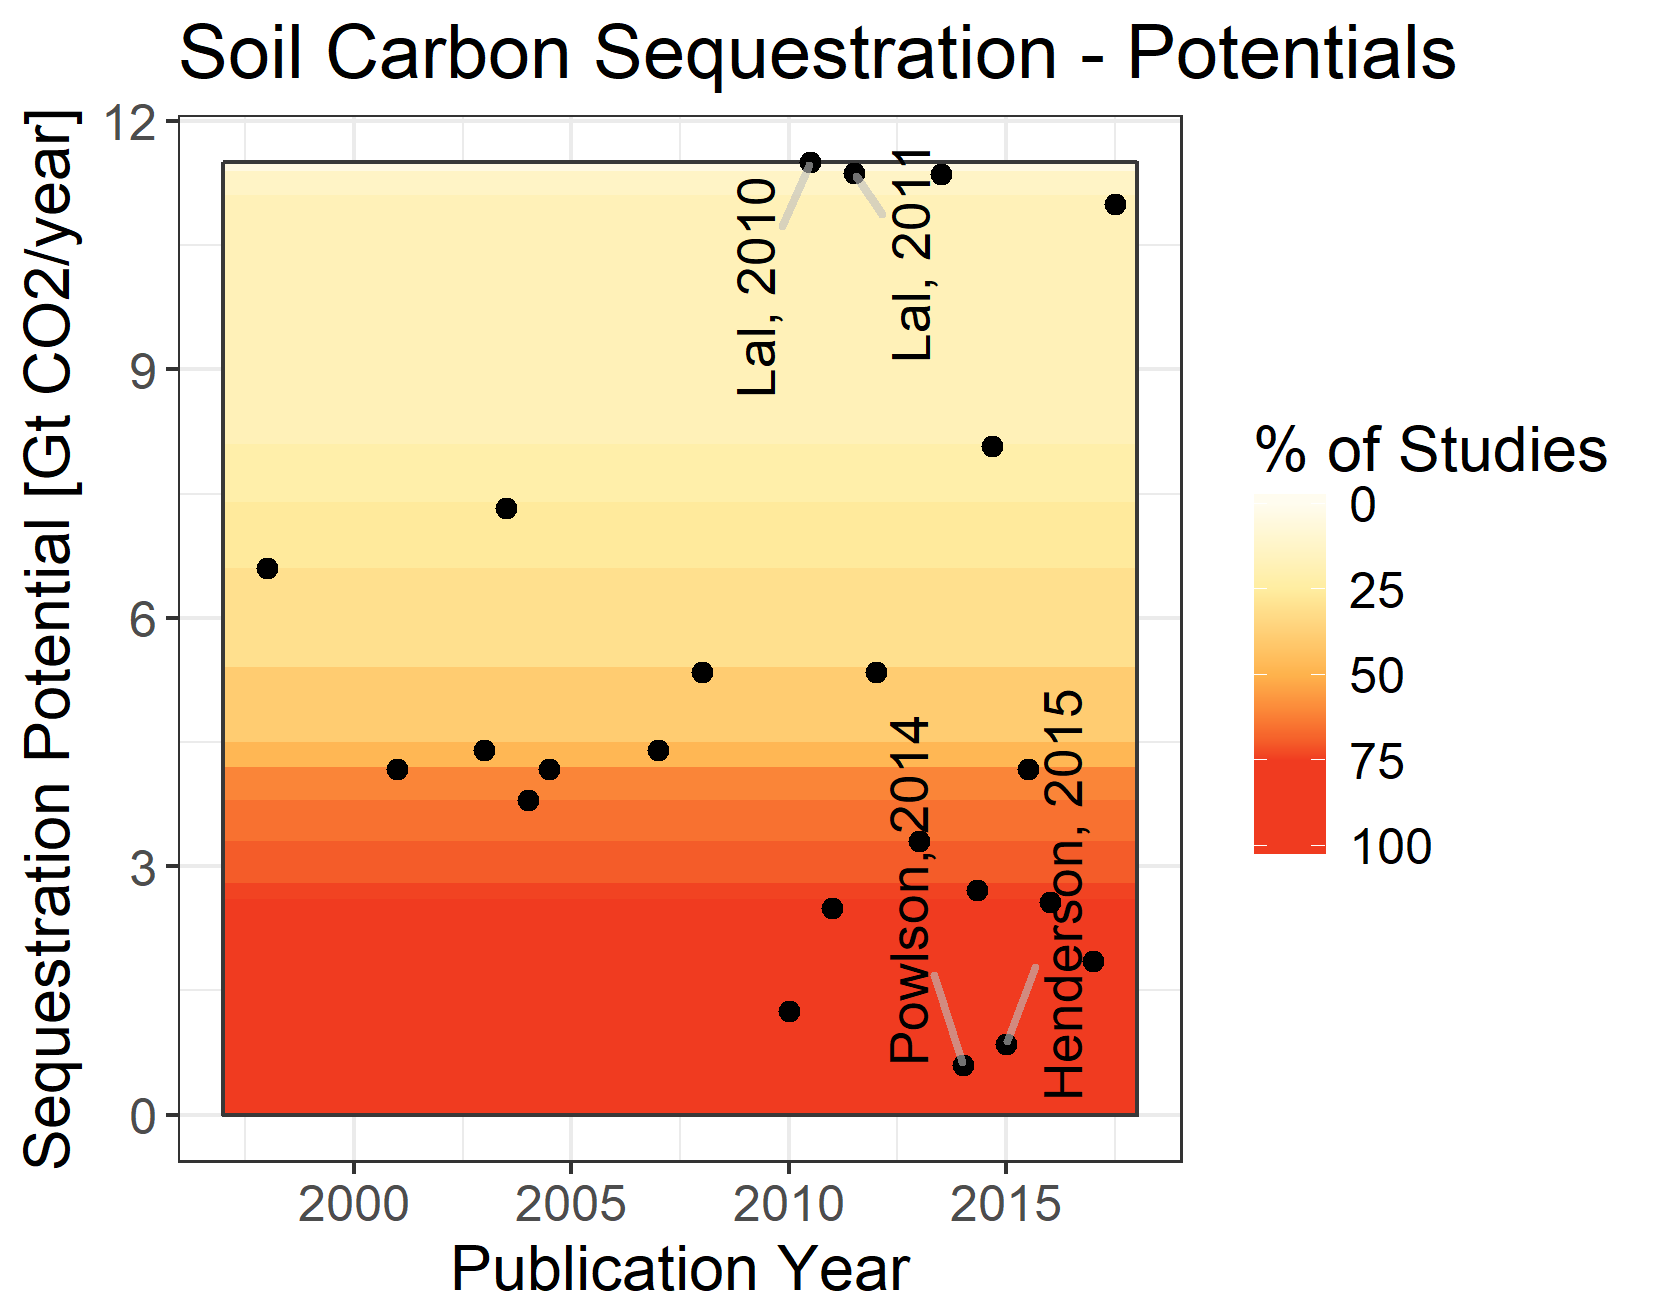 Soil Carbon Sequestration - Potentials
Sequestration Potential [Gt CO2/year]
12
9
6
3
0
Lal, 2010
Lal, 2011
Powlson, 2014
Henderson, 2015
2000
2005
2010
2015
Publication Year
% of Studies
0
25
50
75
100